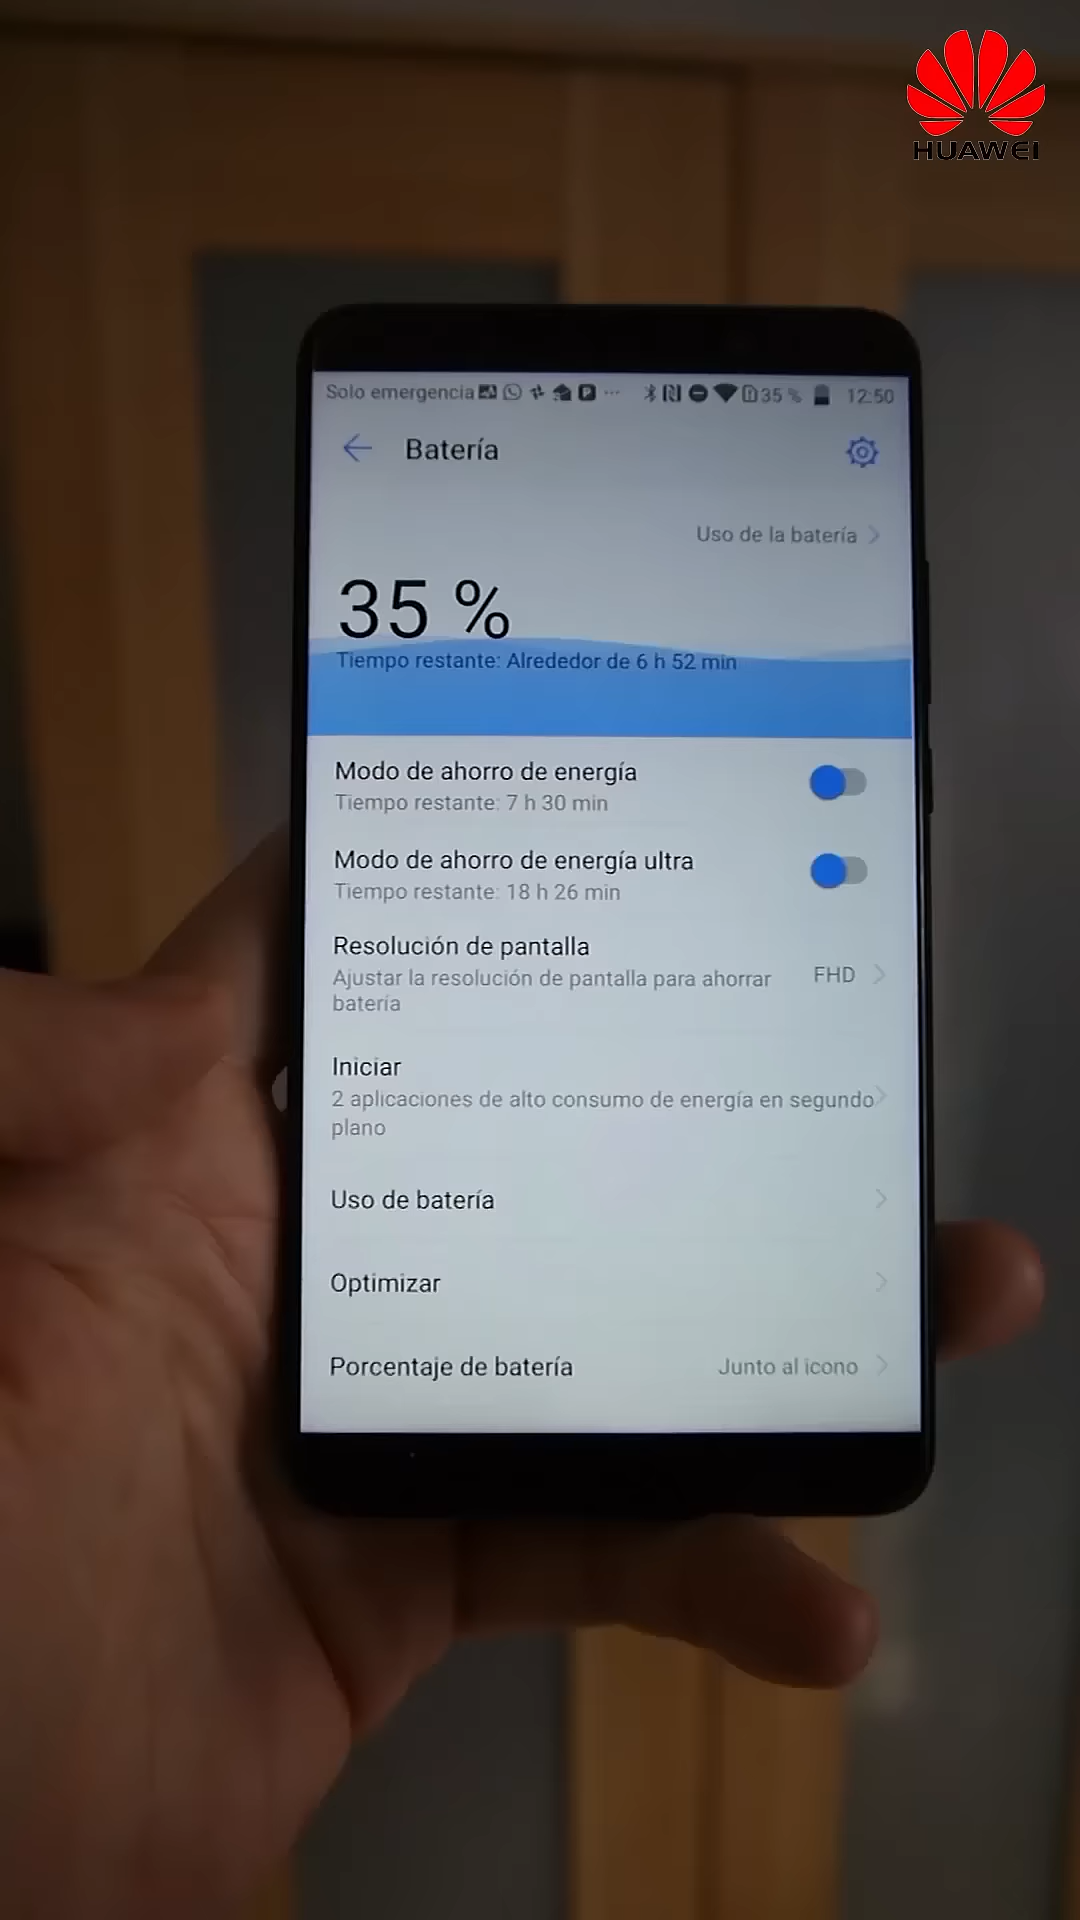 HUAWEI
Solo emergencia ... 35 % 12:50
Batería
Uso de la batería
35 %
Tiempo restante: Alrededor de 6 h 52 min
Modo de ahorro de energía
Tiempo restante: 7 h 30 min
Modo de ahorro de energía ultra
Tiempo restante: 18 h 26 min
Resolución de pantalla
Ajustar la resolución de pantalla para ahorrar FHD
batería
Iniciar
2 aplicaciones de alto consumo de energía en segundo
plano
Uso de batería
Optimizar
Porcentaje de batería Junto al icono